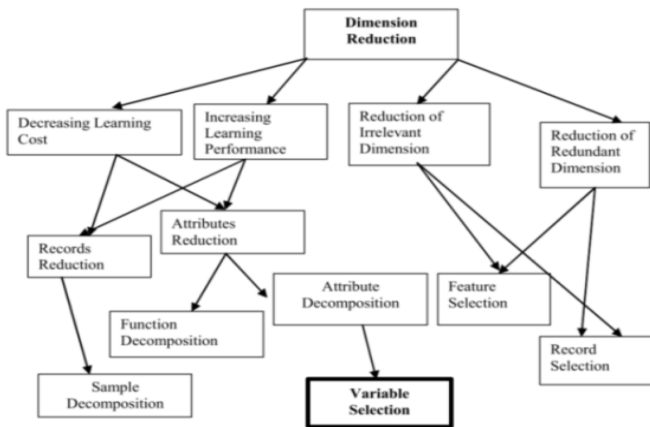 Dimension
Reduction
Decreasing Learning
Cost
Increasing
Learning
Performance
Reduction of
Irrelevant
Dimension
Reduction of
Redundant
Dimension
Records
Reduction
Attributes
Reduction
Function
Decomposition
Attribute
Decomposition
Feature
Selection
Record
Selection
Sample
Decomposition
Variable
Selection